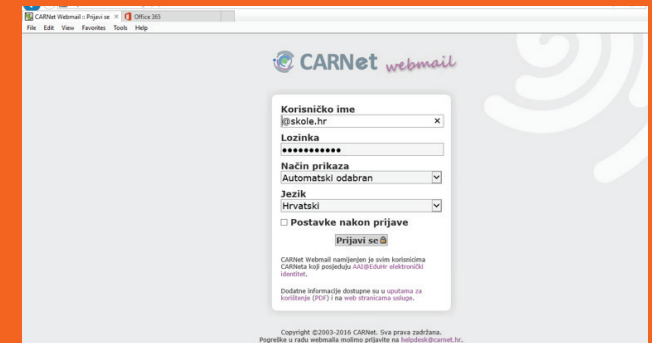 CARNet Webmail :: Prijavi se
Office 365
File Edit View Favorites Tools Help
CARNet webmail
Korisničko ime
@skole.hr
Lozinka
Način prikaza
Automatski odabran
Jezik
Hrvatski
Postavke nakon prijave
Prijavi se
CARNet Webmail namijenjen je svim korisnicima
CARNeta koji posjeduju AAI@EduHr elektronički
identitet.
Dodatne informacije dostupne su u uputama za
korištenje (PDF) i na web stranicama usluge.
Copyright ©2003-2016 CARNet. Sva prava zadržana.
Pogreške u radu webmaila molimo prijavite na helpdesk@carnet.hr.